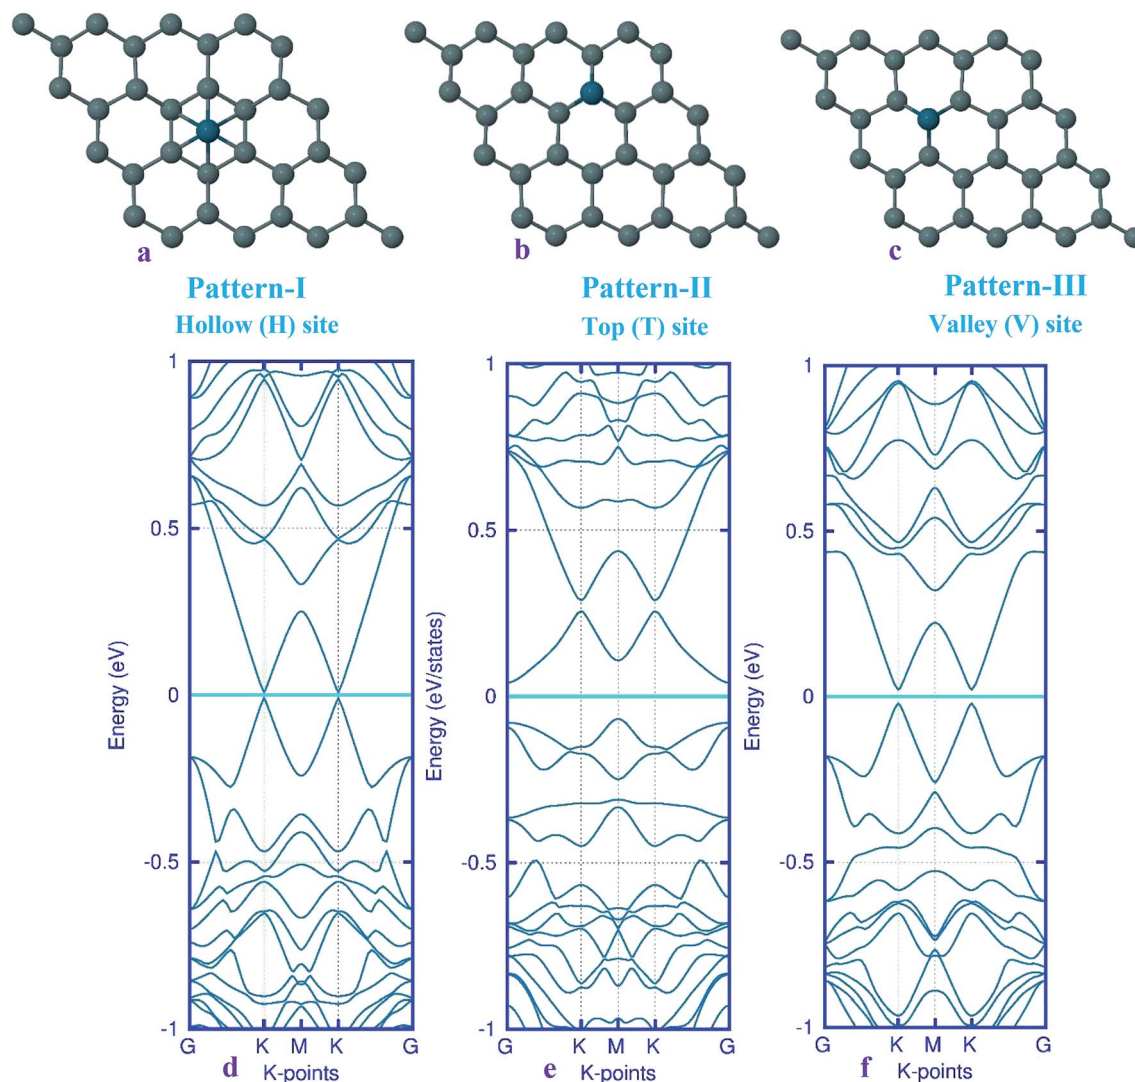 a
b
c
Pattern-I
Hollow (H) site
Pattern-II
Top (T) site
Pattern-III
Valley (V) site
Energy (eV)
1
0.5
0
-0.5
-1
G K M K G
d
K-points
Energy (eV/states)
1
0.5
0
-0.5
-1
G K M K G
e
K-points
Energy (eV)
1
0.5
0
-0.5
-1
G K M K G
f
K-points